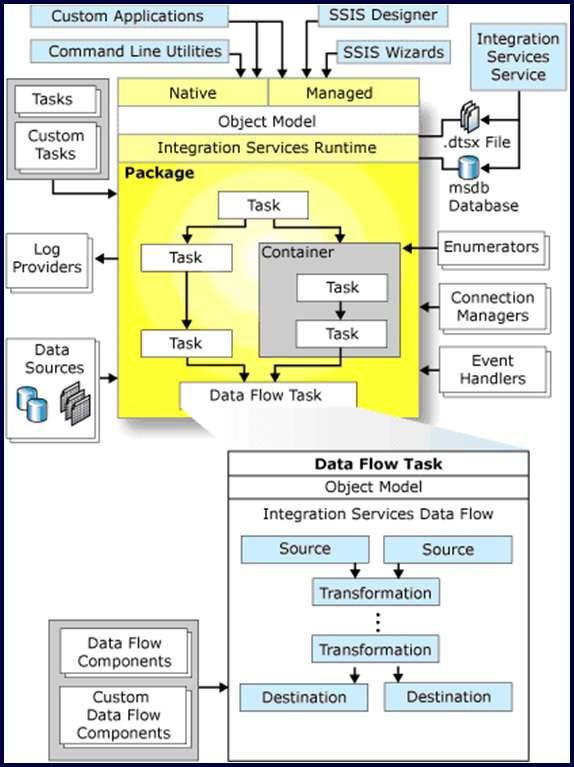 Custom Applications
SSIS Designer
Command Line Utilities
SSIS Wizards
Integration
Services
Service
Tasks
Custom
Tasks
Native
Managed
Object Model
Integration Services Runtime
.dtsx File
msdb
Database
Package
Task
Log
Providers
Task
Container
Task
Task
Task
Enumerators
Connection
Managers
Event
Handlers
Data
Sources
Data Flow Task
Data Flow Task
Object Model
Integration Services Data Flow
Source
Source
Transformation
Transformation
Destination
Destination
Data Flow
Components
Custom
Data Flow
Components